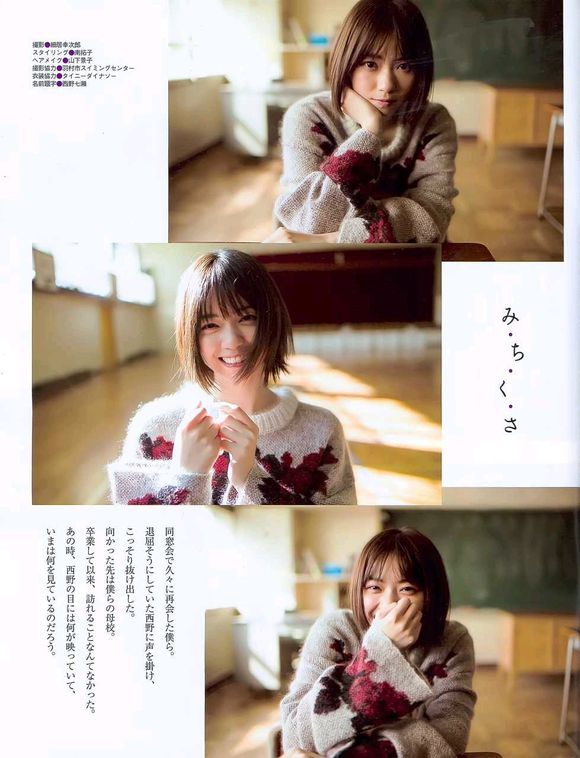 撮影●細居幸次郎
スタイリング●南拓子
ヘアメイク●山下景子
撮影協力●羽村市スイミングセンター
衣装協力●タイニーダイナソー
名前題字●西野七瀬
み・ち・く・さ
同窓会で久々に再会した僕ら。
退屈そうにしていた西野に声を掛け、
こっそり抜け出した。
向かった先は僕らの母校。
卒業して以来、訪れることなんてなかった。
あの時、西野の目には何が映っていて、
いまは何を見ているのだろう。